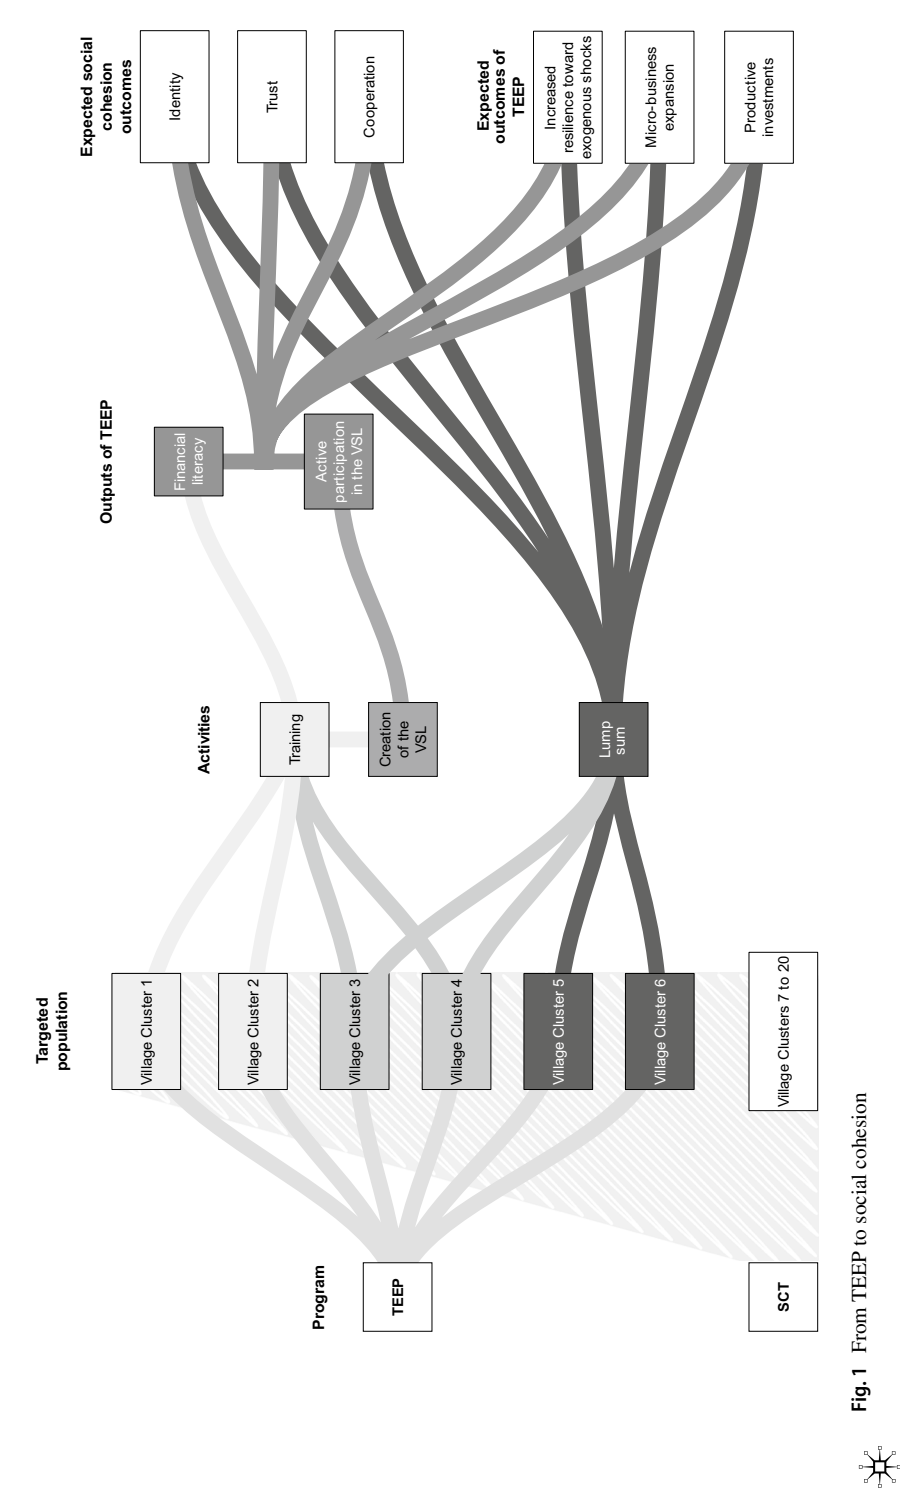 Program
TEEP
SCT
Targeted
population
Village Cluster 1
Village Cluster 2
Village Cluster 3
Village Cluster 4
Village Cluster 5
Village Cluster 6
Village Clusters 7 to 20
Activities
Training
Creation
of the
VSL
Lump
sum
Outputs of TEEP
Financial
literacy
Active
participation
in the VSL
Expected social
cohesion
outcomes
Identity
Trust
Cooperation
Expected
outcomes of
TEEP
Increased
resilience toward
exogenous shocks
Micro-business
expansion
Productive
investments
Fig. 1 From TEEP to social cohesion